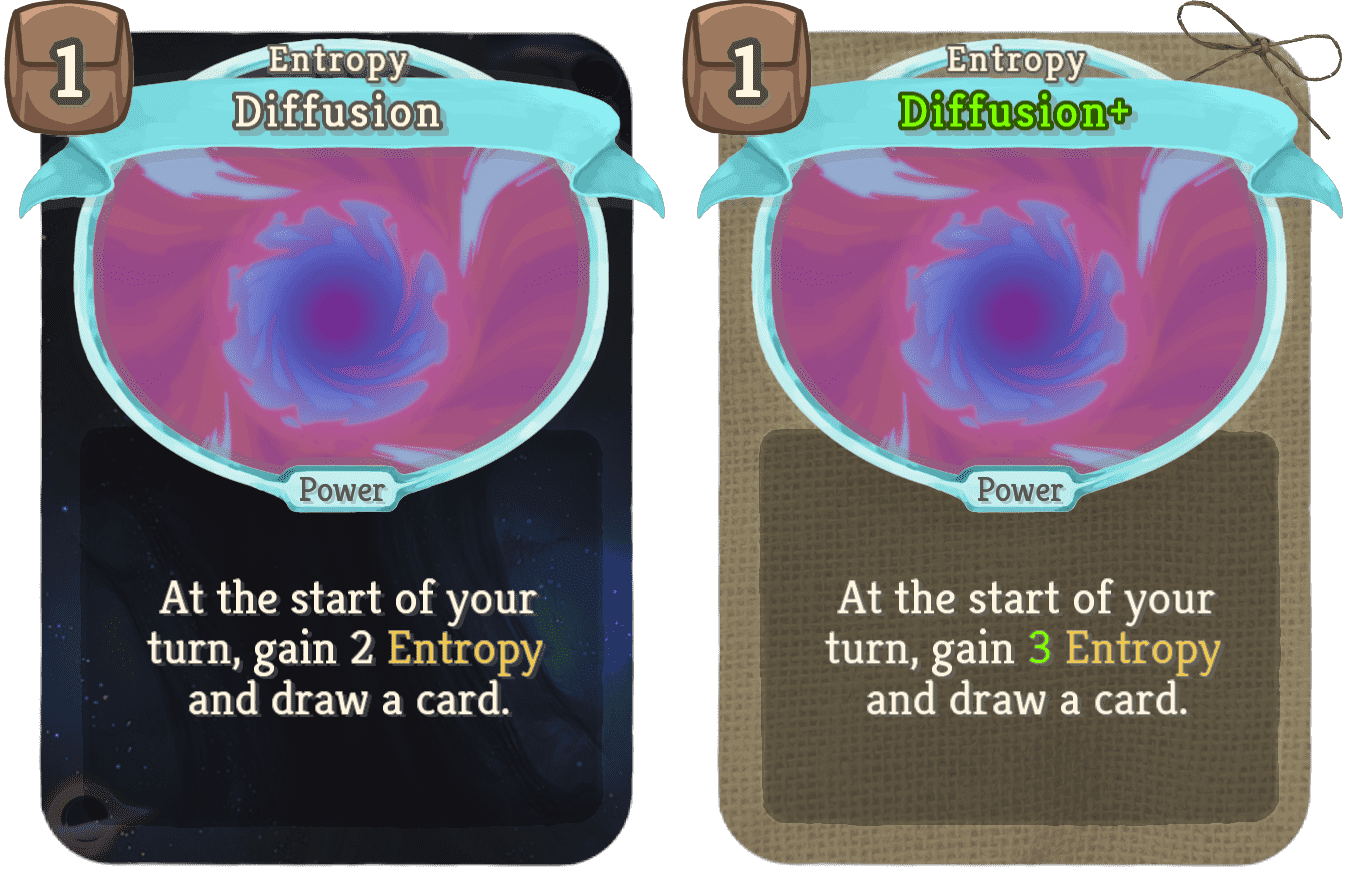 1
Entropy
Diffusion
Power
At the start of your
turn, gain 2 Entropy
and draw a card.
1
Entropy
Diffusion+
Power
At the start of your
turn, gain 3 Entropy
and draw a card.